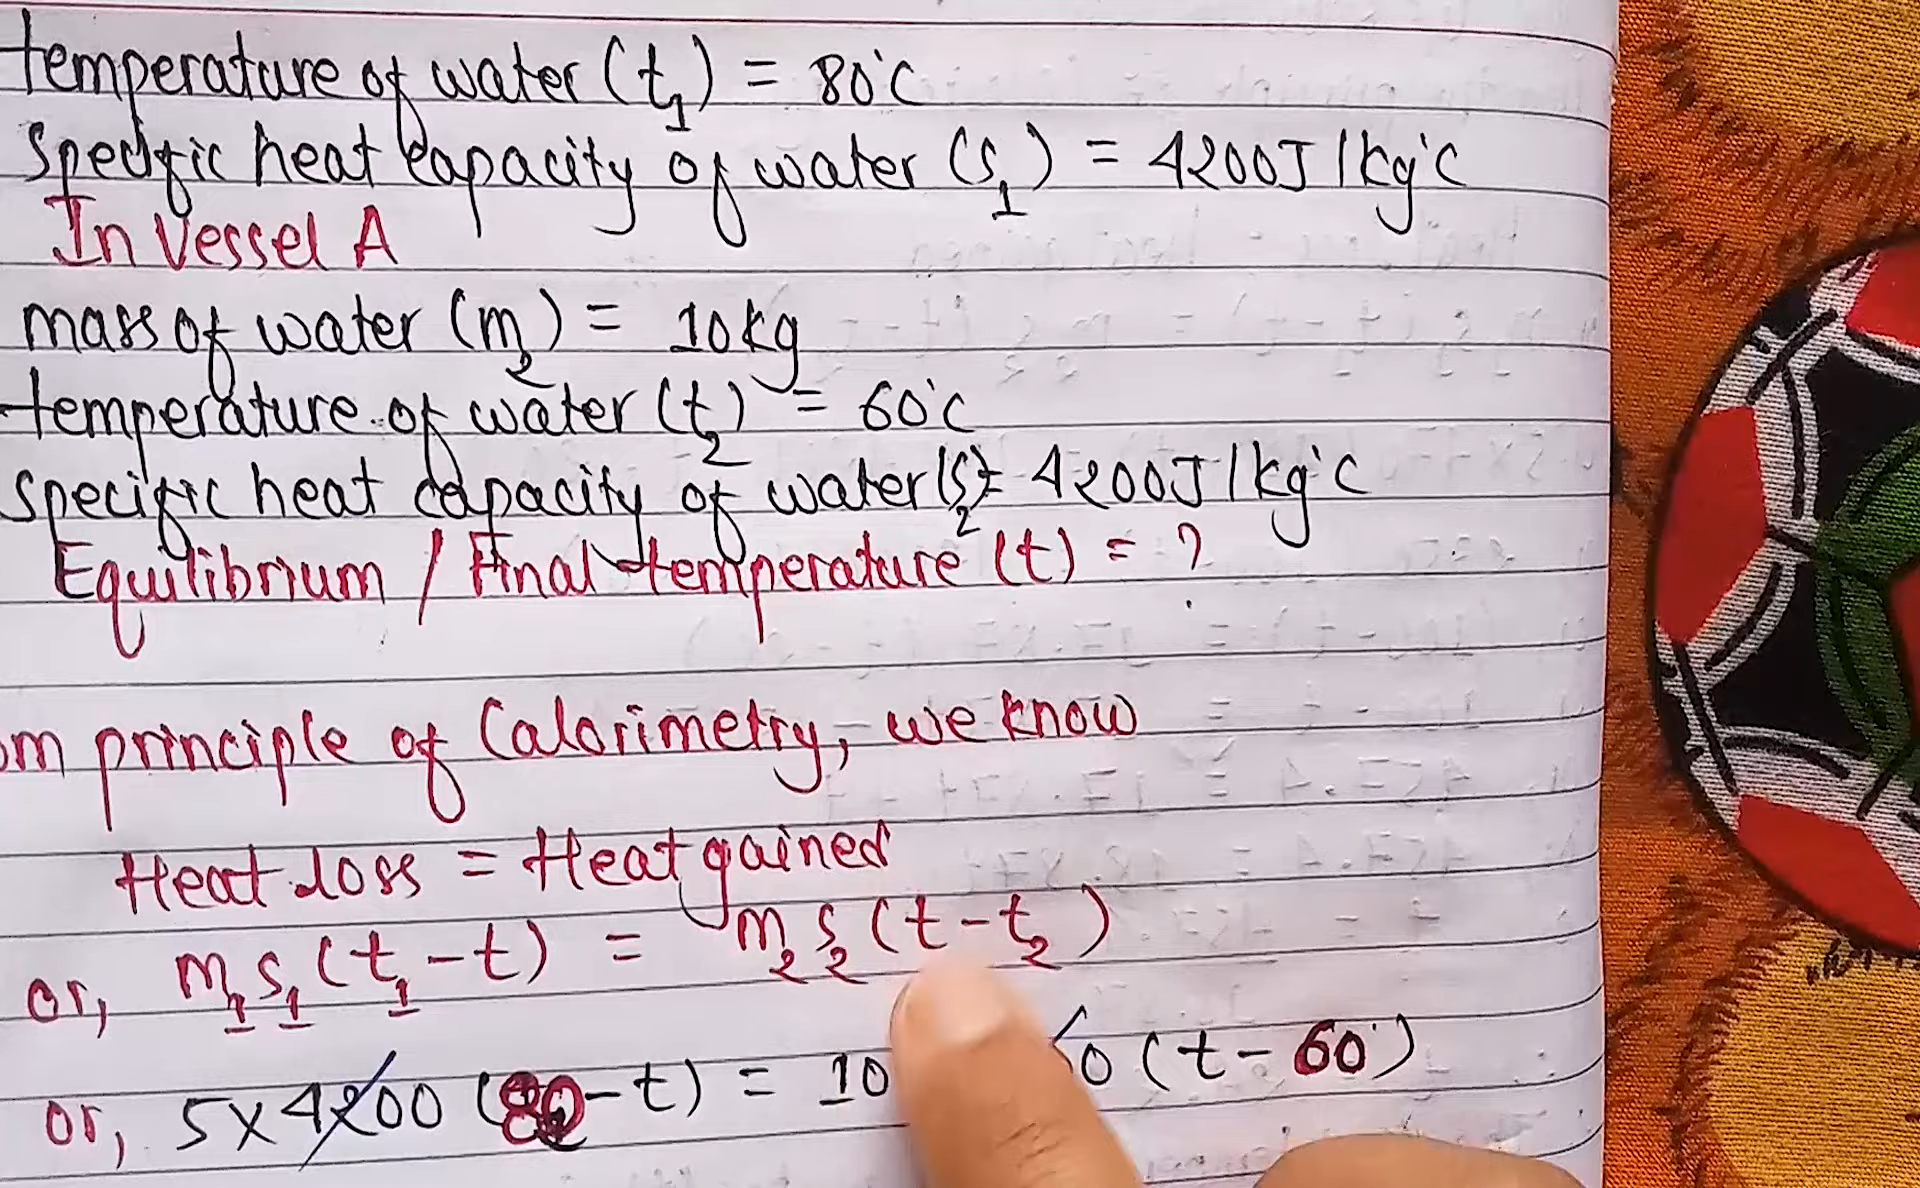 temperature of water (t₁) = 80°C
Specific heat capacity of water (s₁) = 4200J/kg°C
In Vessel A
mass of water (m₂) = 10kg
temperature of water (t₂) = 60°C
specific heat capacity of water (s₂) = 4200J/kg°C
Equilibrium / Final temperature (t) = ?
om principle of Calorimetry, we know
Heat loss = Heat gained
or, m₁s₁(t₁-t) = m₂s₂(t-t₂)
or, 5x4200 (80-t) = 10 0 (t-60)